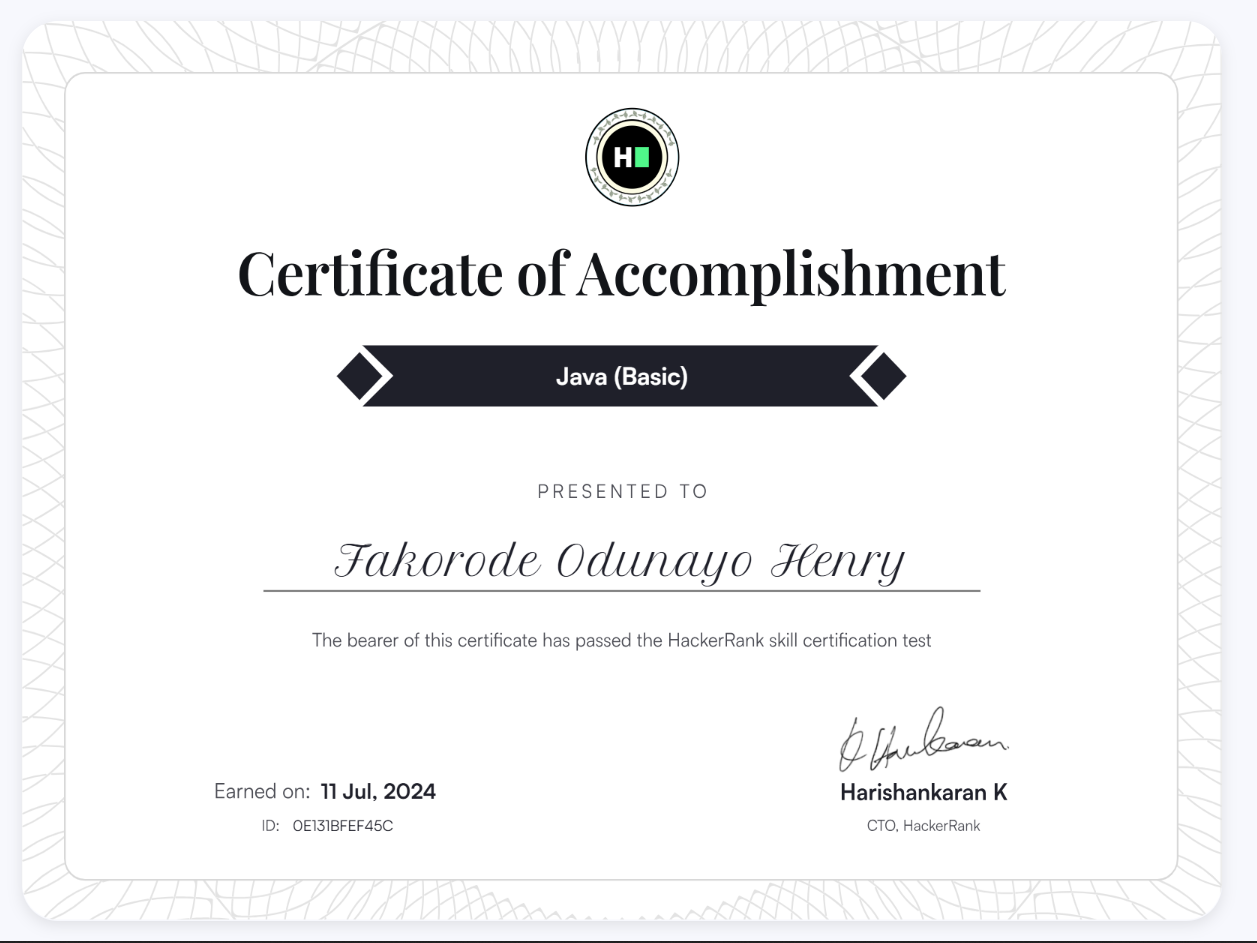 H
Certificate of Accomplishment
Java (Basic)
PRESENTED TO
Fakorode Odunayo Henry
The bearer of this certificate has passed the HackerRank skill certification test
Earned on: 11 Jul, 2024
ID: 0E131BFEF45C
Harishankaran K
CTO, HackerRank